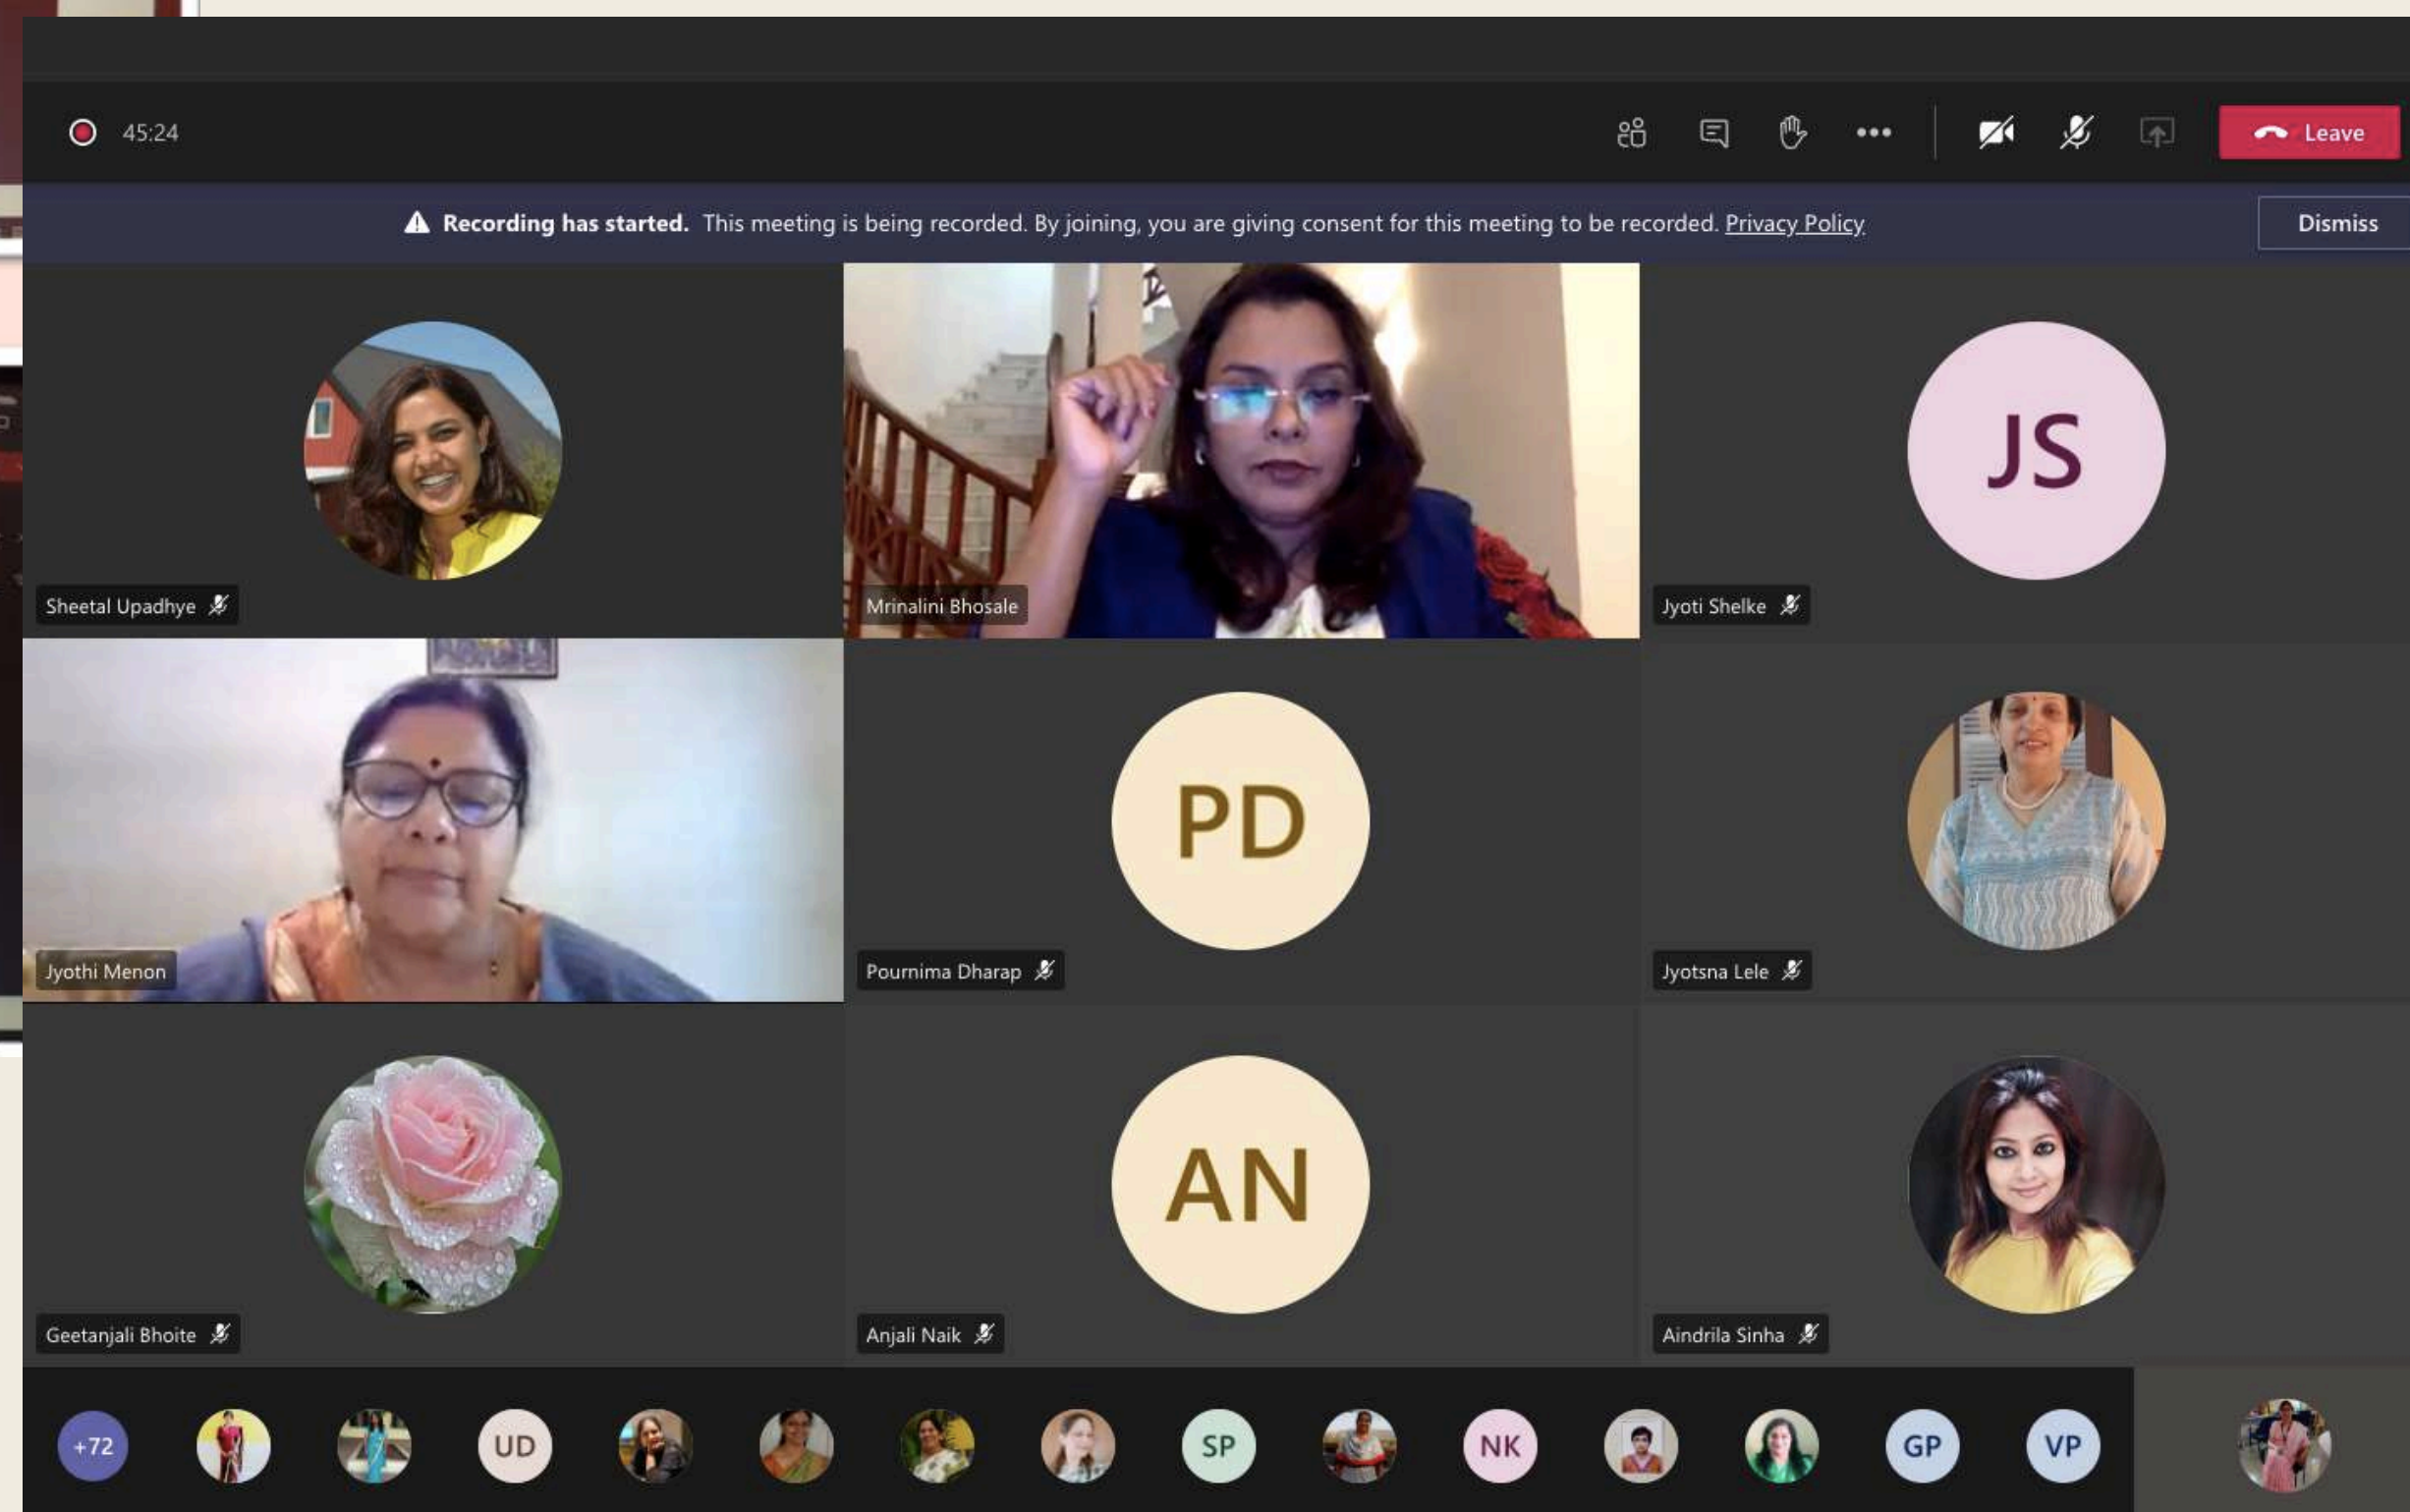 45:24
Leave
Recording has started. This meeting is being recorded. By joining, you are giving consent for this meeting to be recorded. Privacy Policy
Dismiss
JS
Sheetal Upadhye
Mrinalini Bhosale
Jyoti Shelke
PD
Jyothi Menon
Pournima Dharap
Jyotsna Lele
AN
Geetanjali Bhoite
Anjali Naik
Aindrila Sinha
+72 UD SP NK GP VP